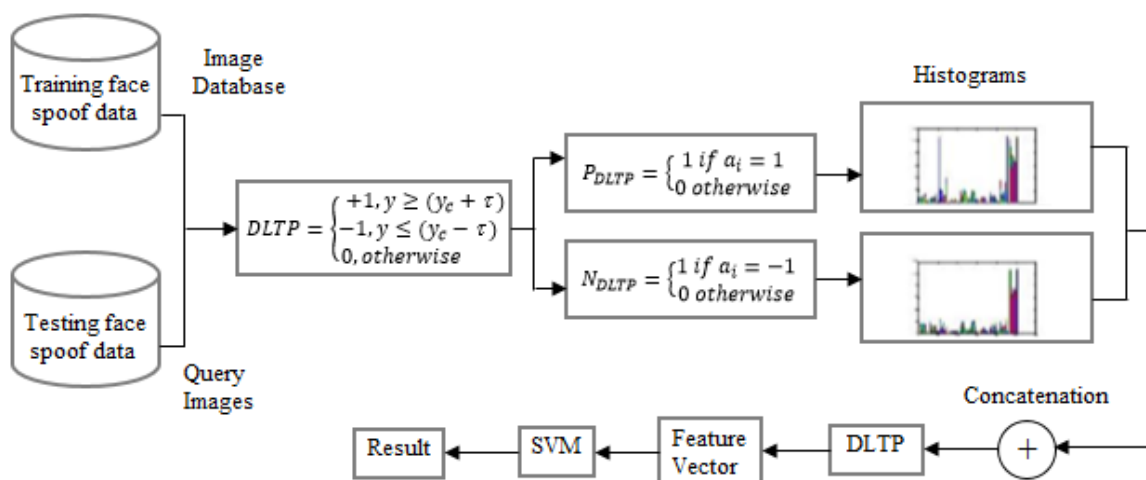 Training face
spoof data
Image
Database
Testing face
spoof data
Query
Images
DLTP = {+1, y ≥ (y_c + τ)
−1, y ≤ (y_c − τ)
0, otherwise
P_DLTP = {1 if a_i = 1
0 otherwise
N_DLTP = {1 if a_i = −1
0 otherwise
Histograms
Concatenation
+
DLTP
Feature
Vector
SVM
Result